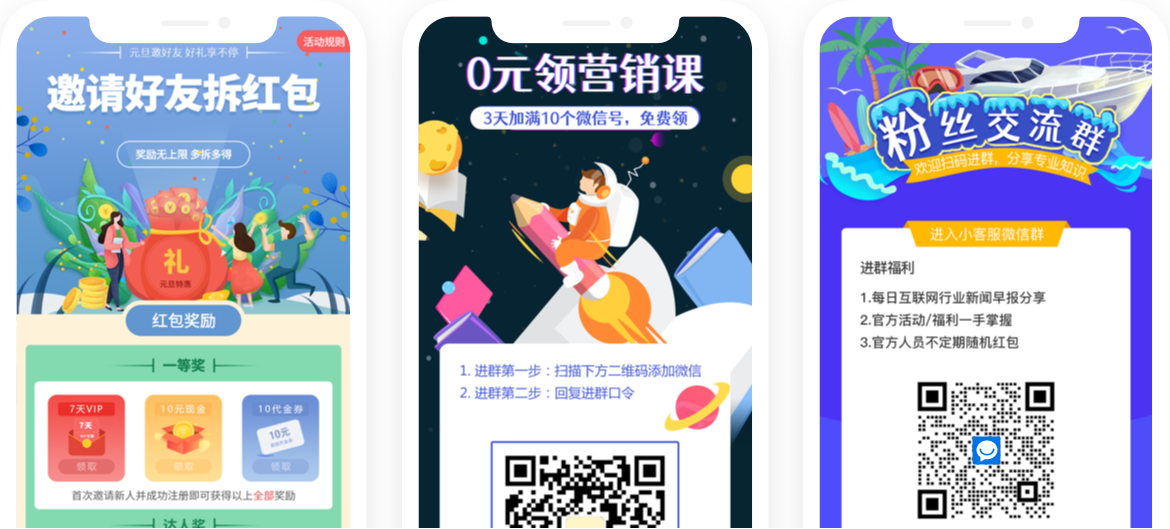 元旦邀好友 好礼享不停
活动规则
邀请好友拆红包
奖励无上限 多拆多得
礼
元旦特惠
红包奖励
一等奖
7天VIP
7天
领取
10元现金
领取
10代金券
10元
领取
首次邀请新人并成功注册即可获得以上全部奖励
达人奖
0元领营销课
3天加满10个微信号，免费领
1. 进群第一步：扫描下方二维码添加微信
2. 进群第二步：回复进群口令
粉丝交流群
欢迎扫码进群，分享专业知识
进入小客服微信群
进群福利
1.每日互联网行业新闻早报分享
2.官方活动/福利一手掌握
3.官方人员不定期随机红包